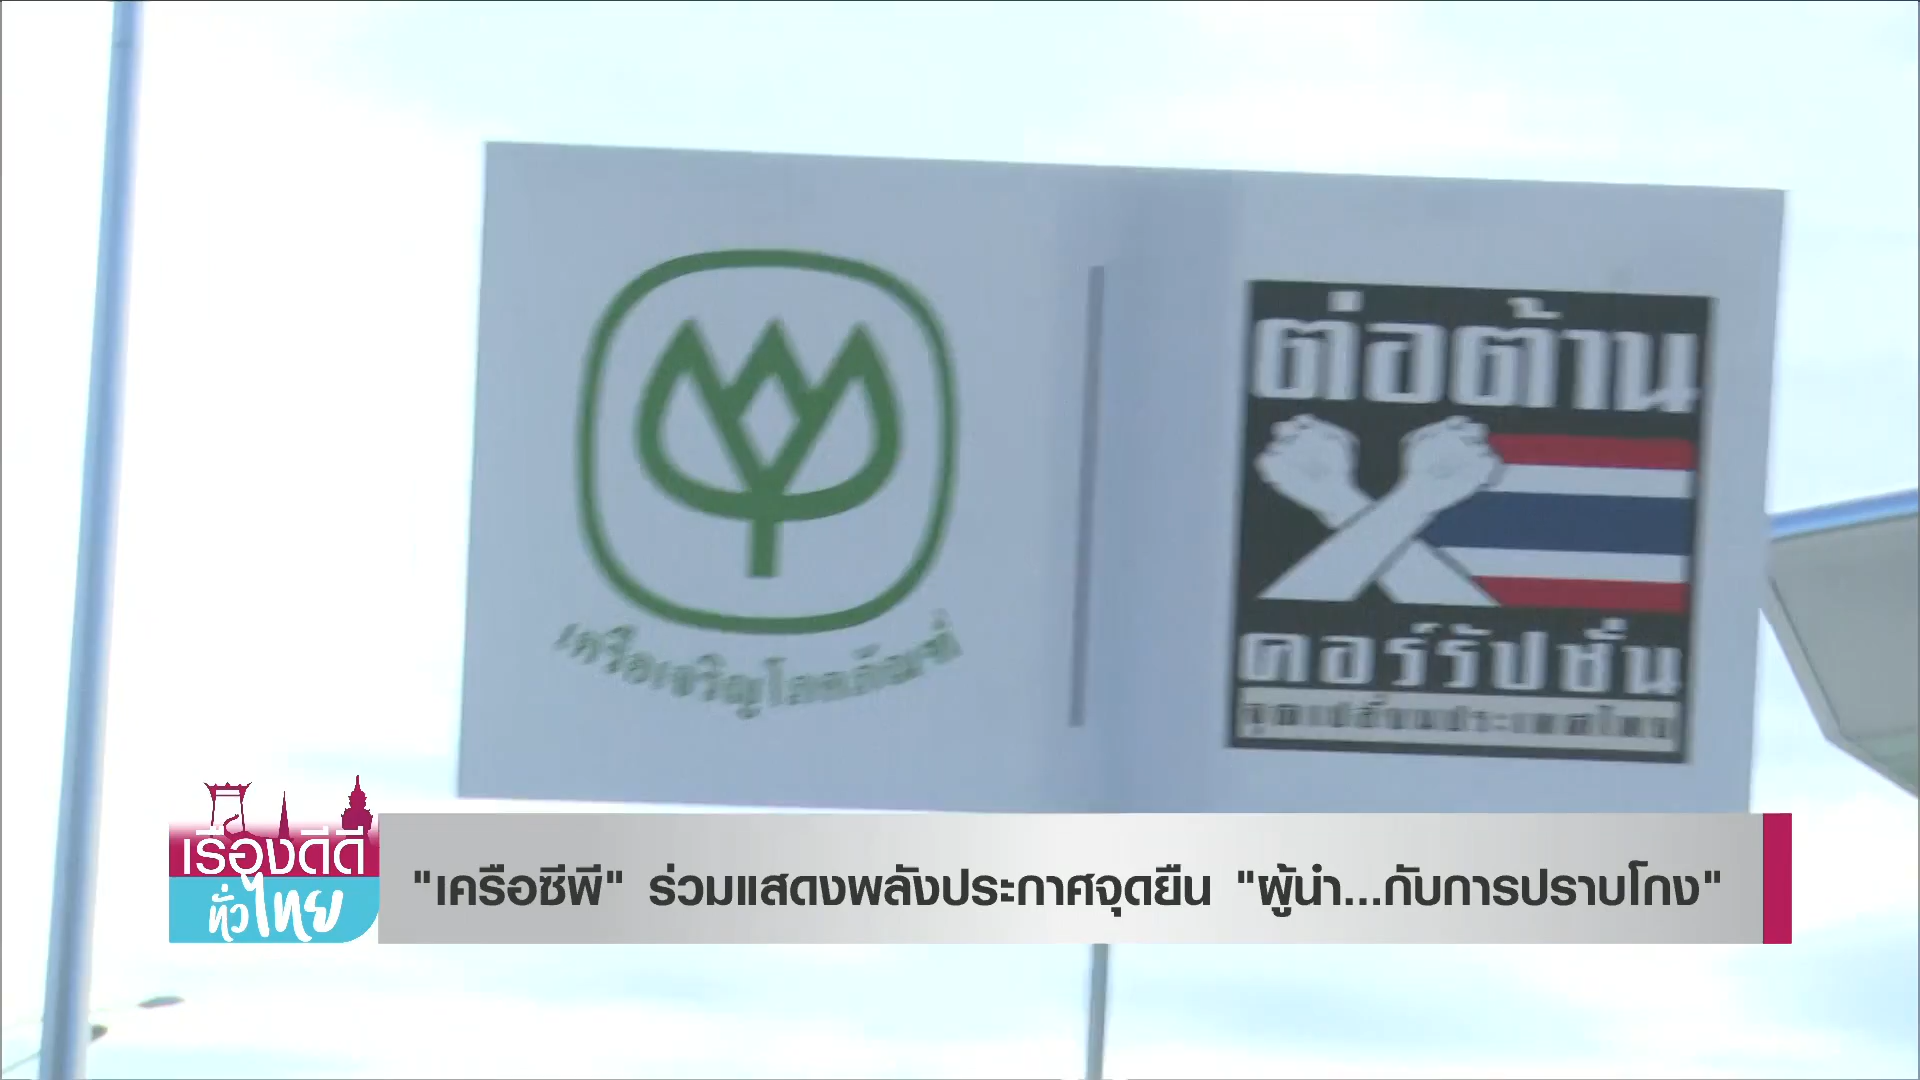 ต่อต้าน
คอร์รัปชั่น
เครือเจริญโภคภัณฑ์
เรื่องดีดี
ทั่วไทย
"เครือซีพี" ร่วมแสดงพลังประกาศจุดยืน "ผู้นำ...กับการปราบโกง"